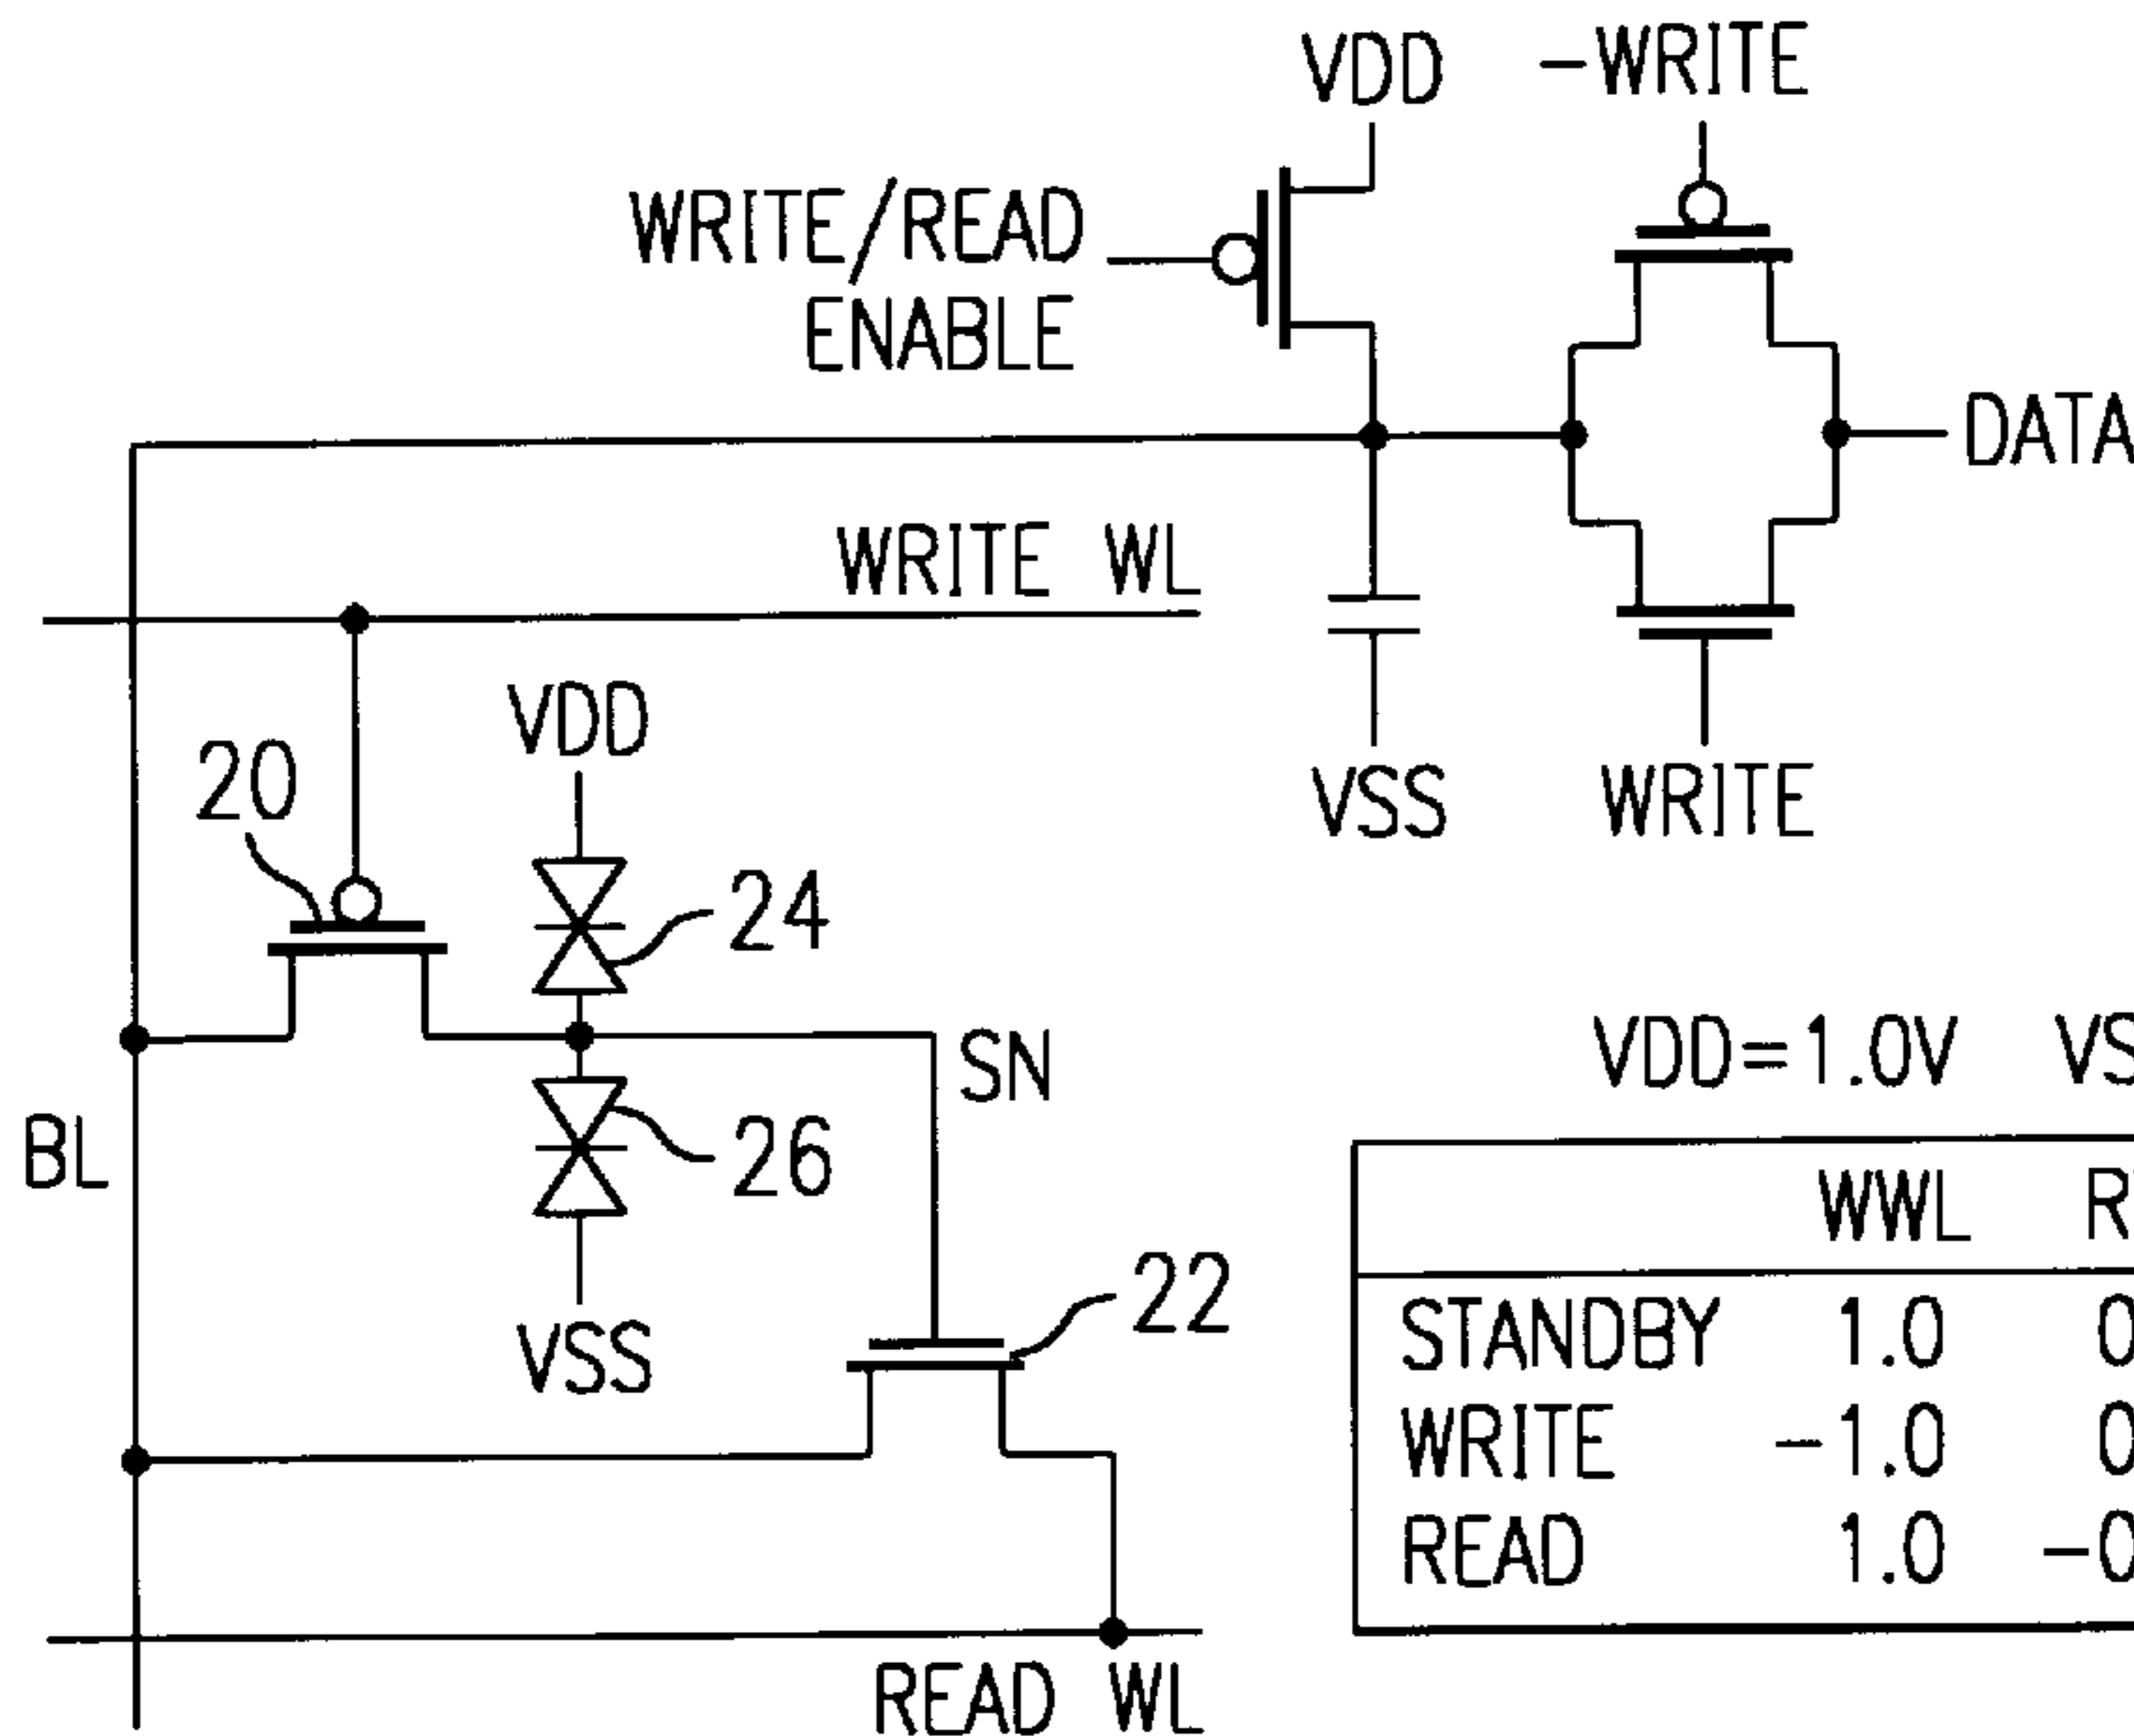 VDD
-WRITE
WRITE/READ
ENABLE
DATA
WRITE WL
VDD
20
VSS
WRITE
24
SN
VDD=1.0V
BL
26
WWL
22
STANDBY 1.0
VSS
WRITE -1.0
READ 1.0
READ WL